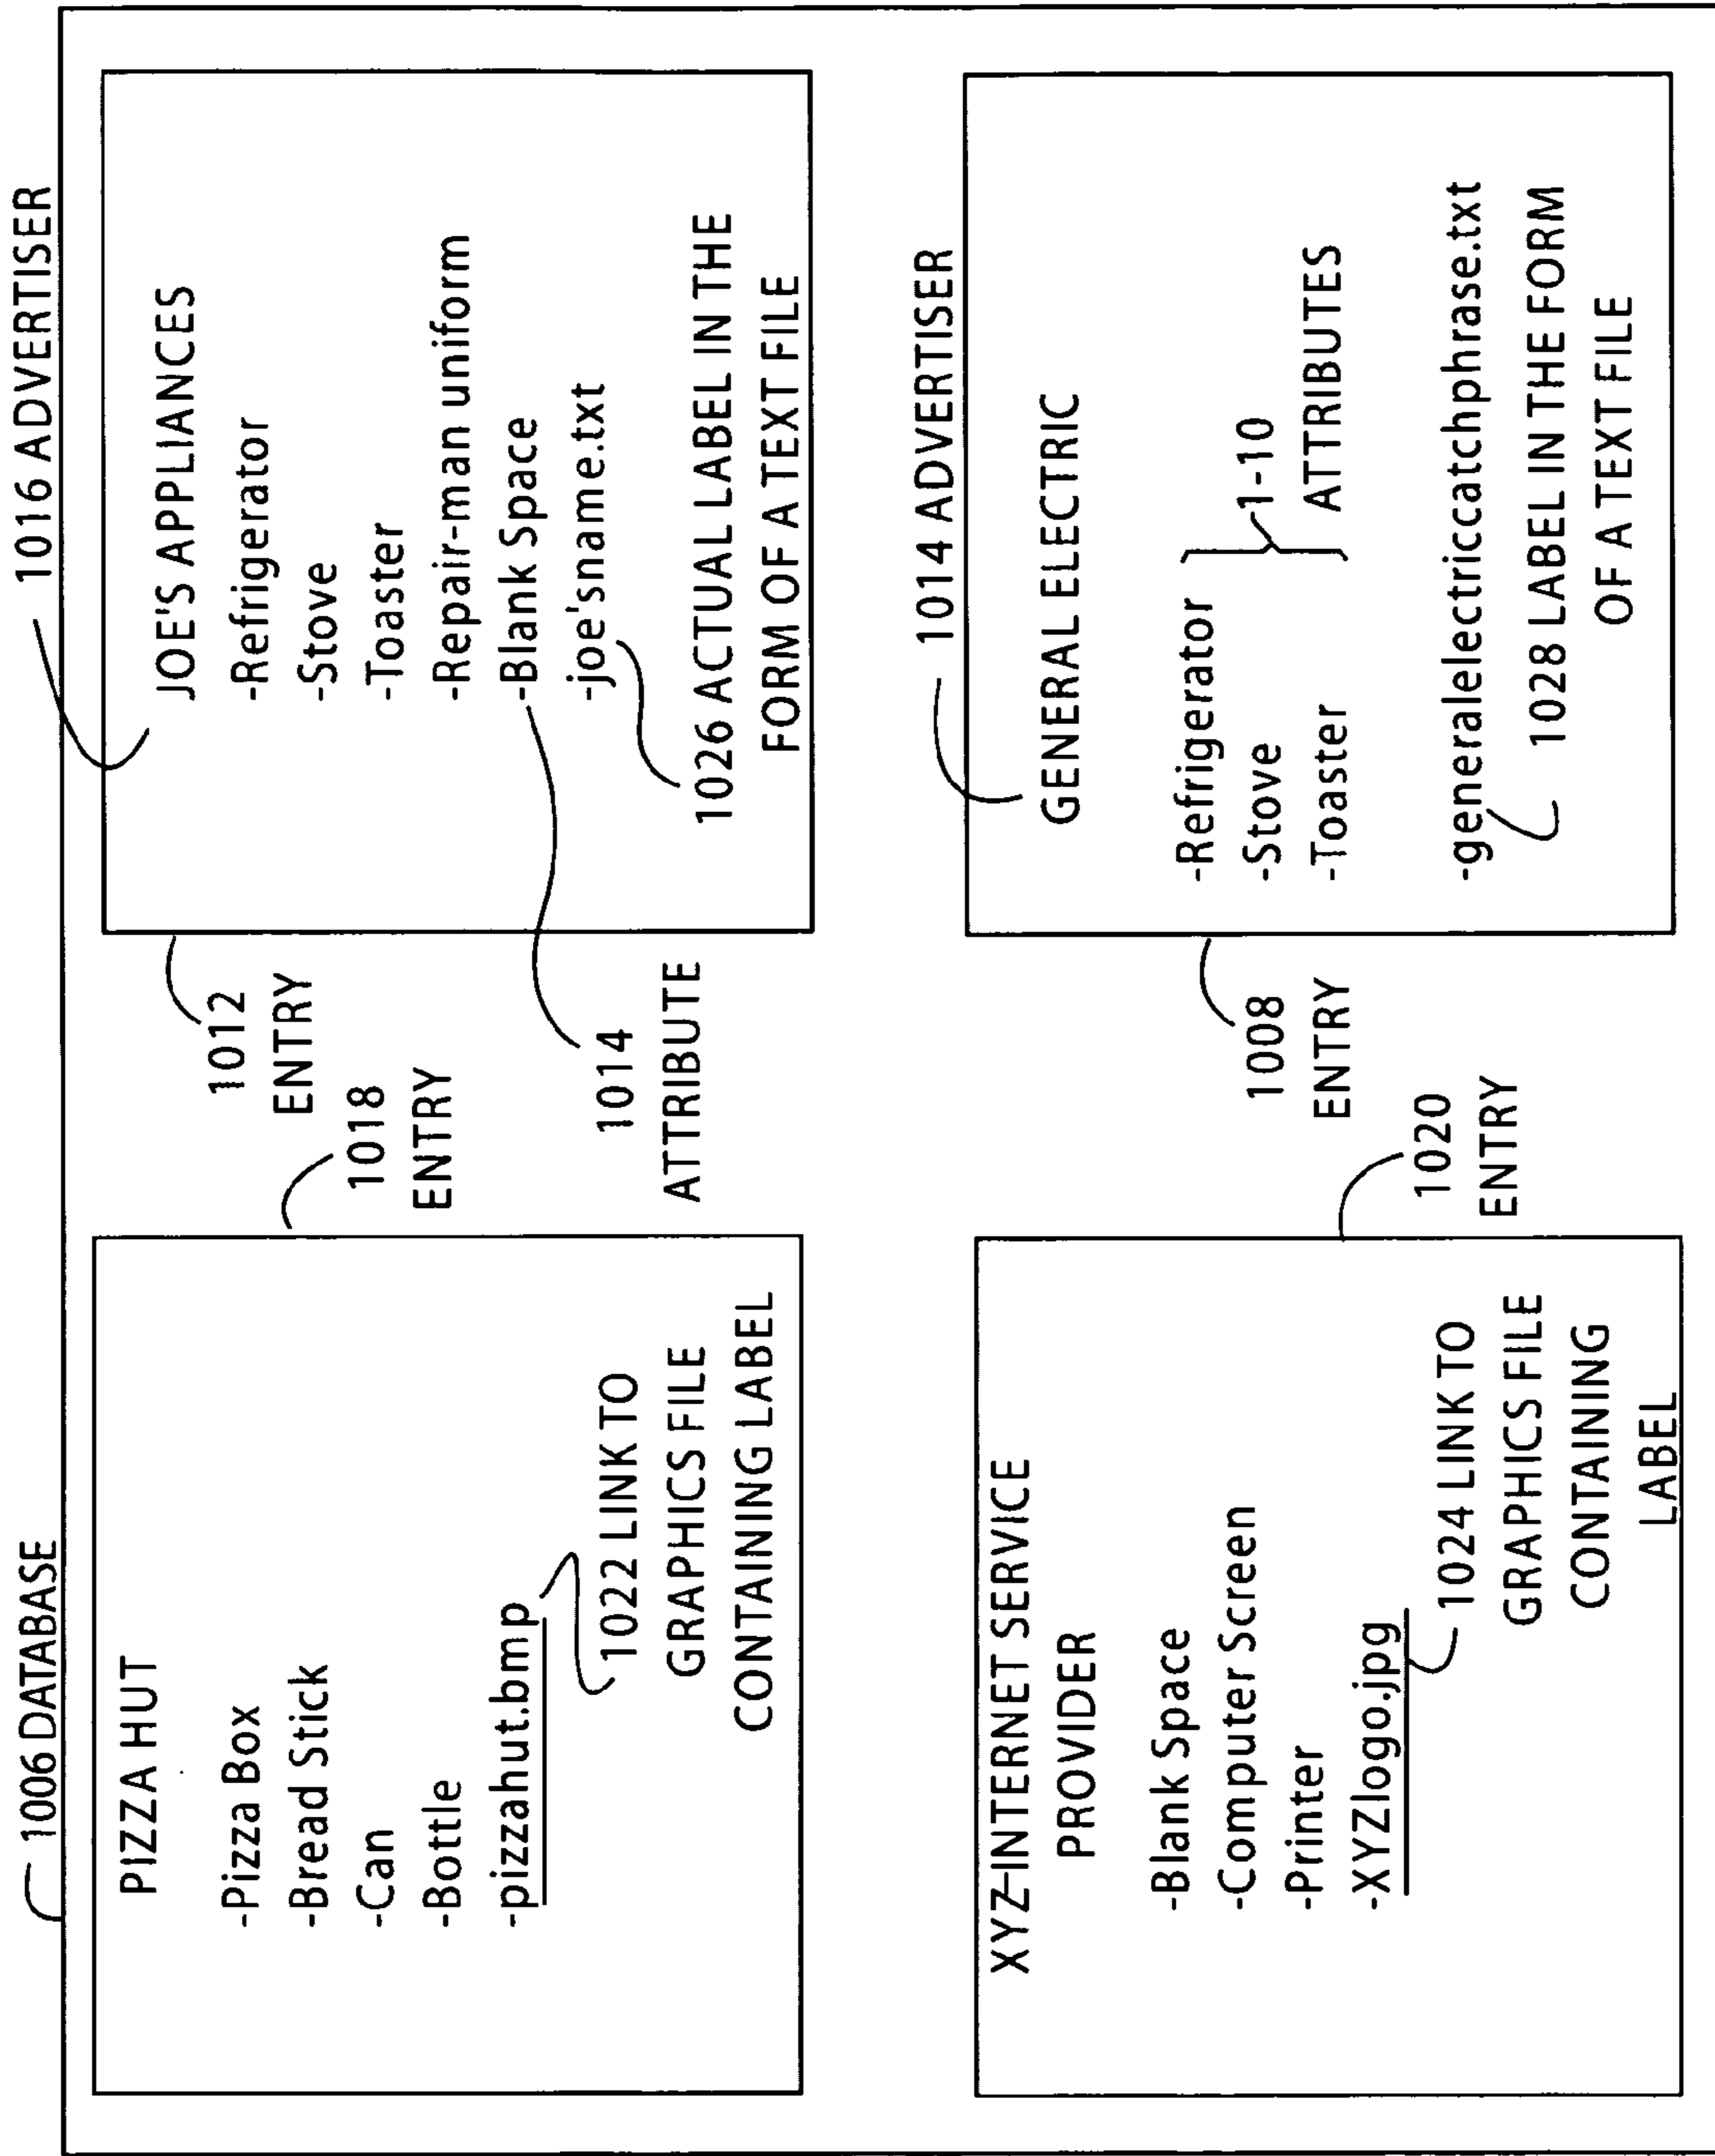 1006 DATABASE
PIZZA HUT
-Pizza Box
-Bread Stick
-Can
-Bottle
-pizzahut.bmp
1022 LINK TO
GRAPHICS FILE
CONTAINING LABEL
1018
ENTRY
1016 ADVERTISER
JOE'S APPLIANCES
-Refrigerator
-Stove
-Toaster
-Repair-man uniform
-Blank Space
-joe'sname.txt
1026 ACTUAL LABEL IN THE
FORM OF A TEXT FILE
1012
ENTRY
1014
ATTRIBUTE
XYZ-INTERNET SERVICE
PROVIDER
-Blank Space
-Computer Screen
-Printer
-XYZlogo.jpg
1024 LINK TO
GRAPHICS FILE
CONTAINING
LABEL
1020
ENTRY
1014 ADVERTISER
GENERAL ELECTRIC
-Refrigerator
-Stove
-Toaster
1-10
ATTRIBUTES
-generalelectriccatchphrase.txt
1028 LABEL IN THE FORM
OF A TEXT FILE
1008
ENTRY